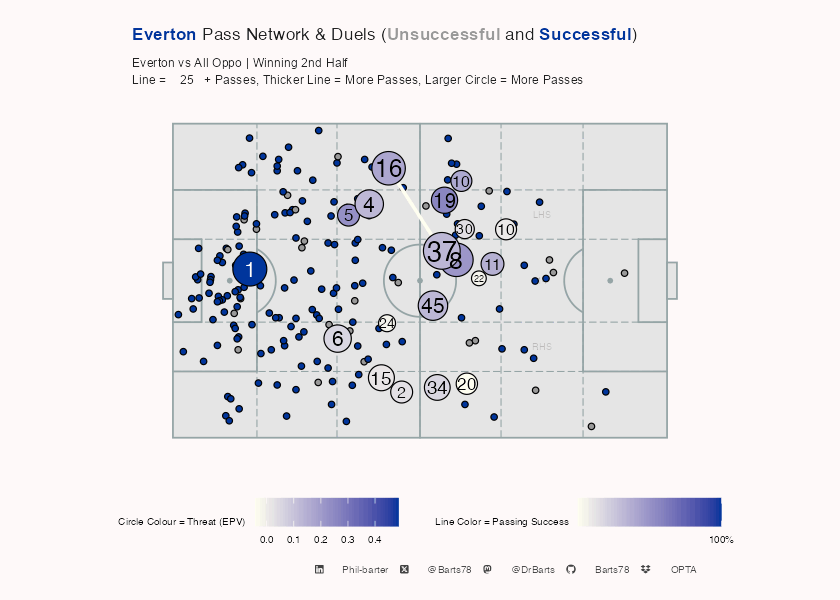 Everton Pass Network & Duels (Unsuccessful and Successful)
Everton vs All Oppo | Winning 2nd Half
Line = 25 + Passes, Thicker Line = More Passes, Larger Circle = More Passes
16
10
4
19
5
LHS
30
10
37
8
11
1
22
45
24
6
RHS
15
2
34
20
Circle Colour = Threat (EPV)
0.0 0.1 0.2 0.3 0.4
Line Color = Passing Success
100%
Phil-barter @Barts78 @DrBarts Barts78 OPTA